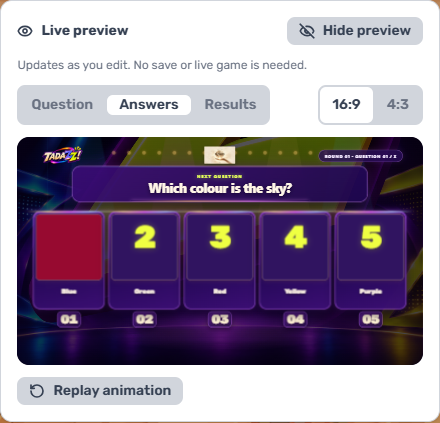 Live preview
Hide preview
Updates as you edit. No save or live game is needed.
Question
Answers
Results
16:9
4:3
TADAZZ!
ROUND 01 - QUESTION 01 / 2
NEXT QUESTION
Which colour is the sky?
2
3
4
5
Blue
Green
Red
Yellow
Purple
01
02
03
04
05
Replay animation